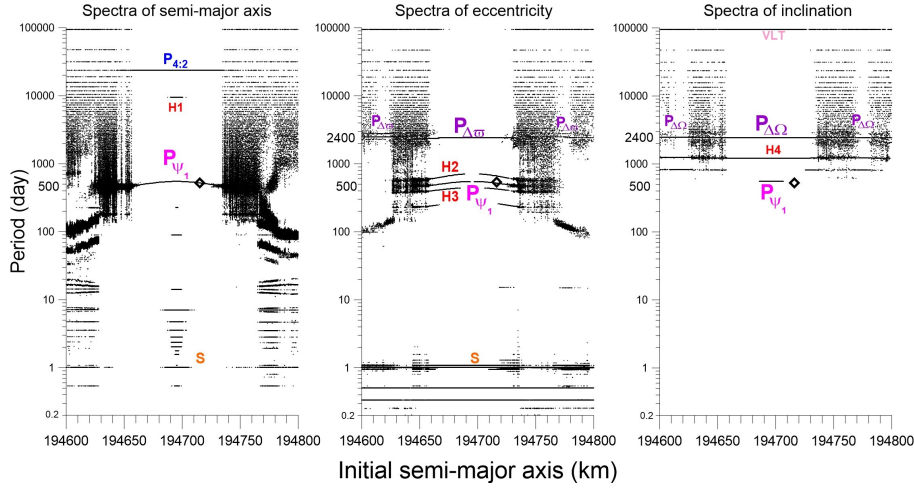 Spectra of semi-major axis
Spectra of eccentricity
Spectra of inclination
100000
10000
1000
500
100
10
1
0.2
Period (day)
P4:2
H1
Pψ1
S
194600
194650
194700
194750
194800
100000
10000
2400
1000
500
100
10
1
0.2
PΔϖ
PΔϖ
PΔϖ
H2
H3
Pψ1
S
194600
194650
194700
194750
194800
100000
10000
2400
1000
500
100
10
1
0.2
VLT
PΔΩ
PΔΩ
PΔΩ
H4
Pψ1
194600
194650
194700
194750
194800
Initial semi-major axis (km)